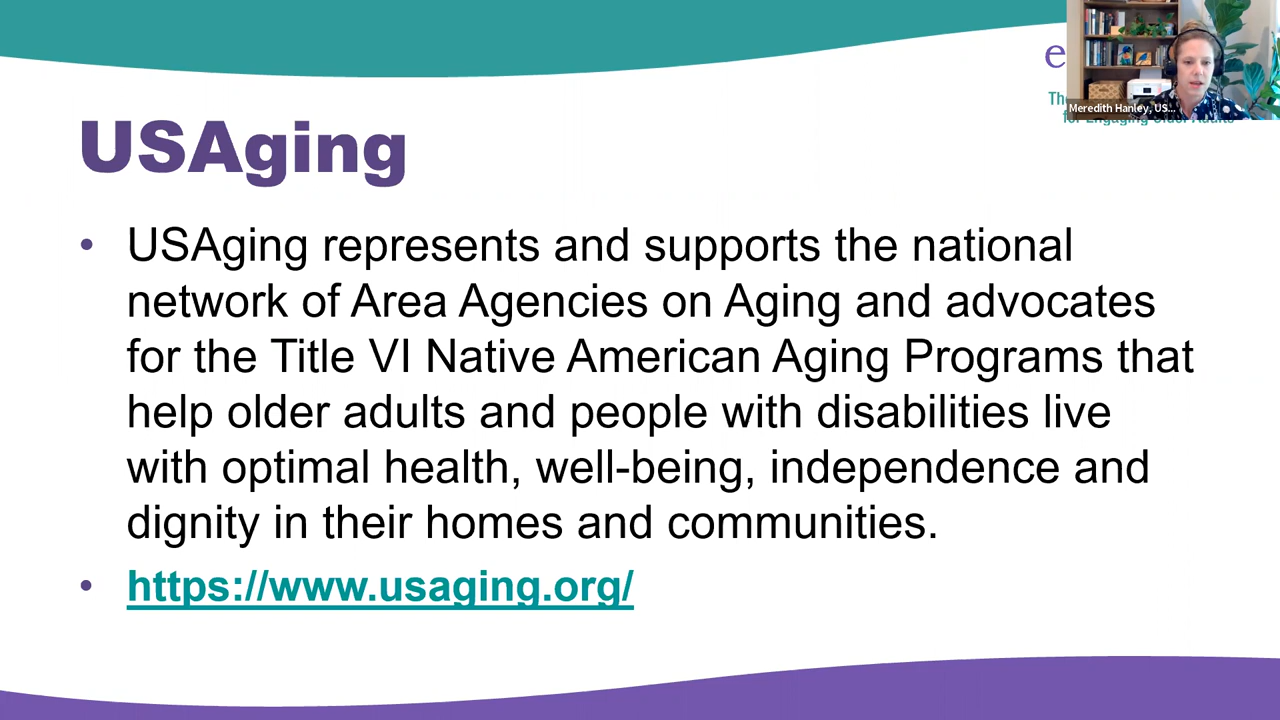 e
Th
Meredith Hanley, US...
for Engaging Older Adults
USAging
• USAging represents and supports the national
network of Area Agencies on Aging and advocates
for the Title VI Native American Aging Programs that
help older adults and people with disabilities live
with optimal health, well-being, independence and
dignity in their homes and communities.
• https://www.usaging.org/